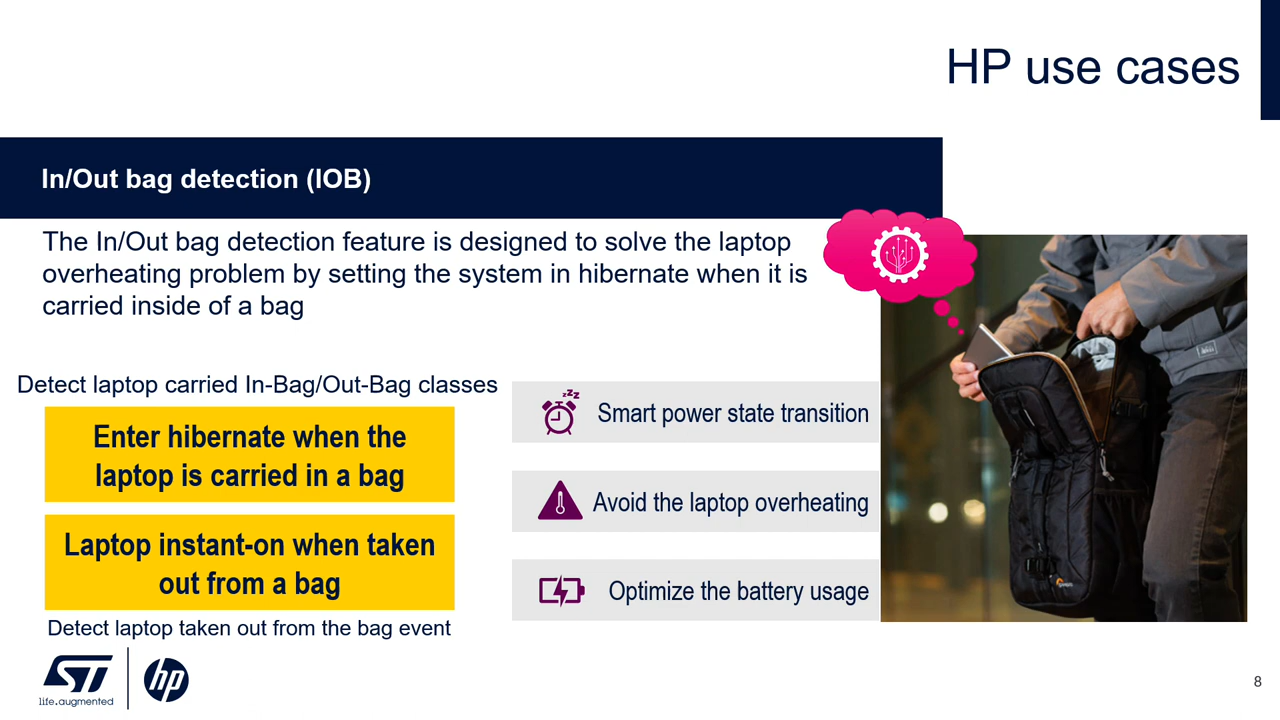 HP use cases
In/Out bag detection (IOB)
The In/Out bag detection feature is designed to solve the laptop
overheating problem by setting the system in hibernate when it is
carried inside of a bag
Detect laptop carried In-Bag/Out-Bag classes
Enter hibernate when the
laptop is carried in a bag
Laptop instant-on when taken
out from a bag
Detect laptop taken out from the bag event
zzZ
Smart power state transition
Avoid the laptop overheating
Optimize the battery usage
ST
life.augmented
hp
8